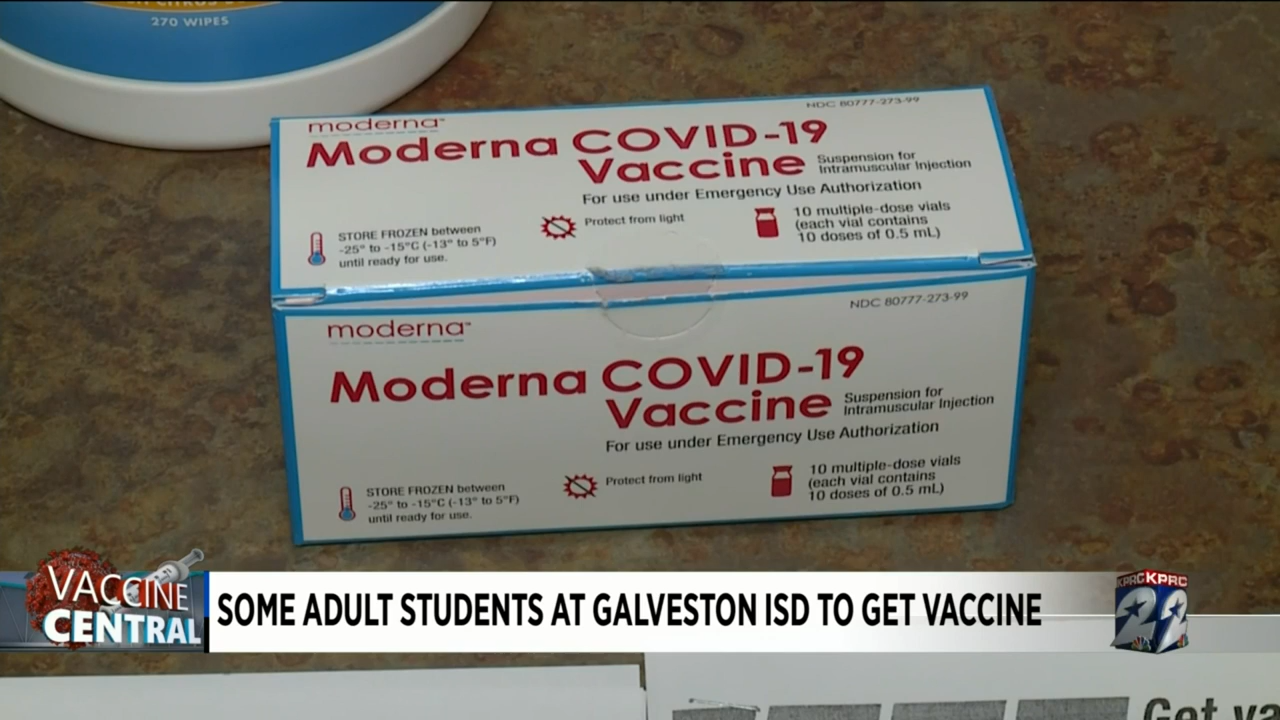 270 WIPES
NDC 80777-273-99
moderna
Moderna COVID-19
Vaccine
Suspension for
Intramuscular Injection
For use under Emergency Use Authorization
STORE FROZEN between
-25° to -15°C (-13° to 5°F)
until ready for use.
Protect from light
10 multiple-dose vials
(each vial contains
10 doses of 0.5 mL)
moderna
NDC 80777-273-99
Moderna COVID-19
Vaccine
Suspension for
Intramuscular Injection
For use under Emergency Use Authorization
STORE FROZEN between
-25° to -15°C (-13° to 5°F)
until ready for use.
Protect from light
10 multiple-dose vials
(each vial contains
10 doses of 0.5 mL)
VACCINE
CENTRAL
SOME ADULT STUDENTS AT GALVESTON ISD TO GET VACCINE
KPRC KPRC
2 2
Get va